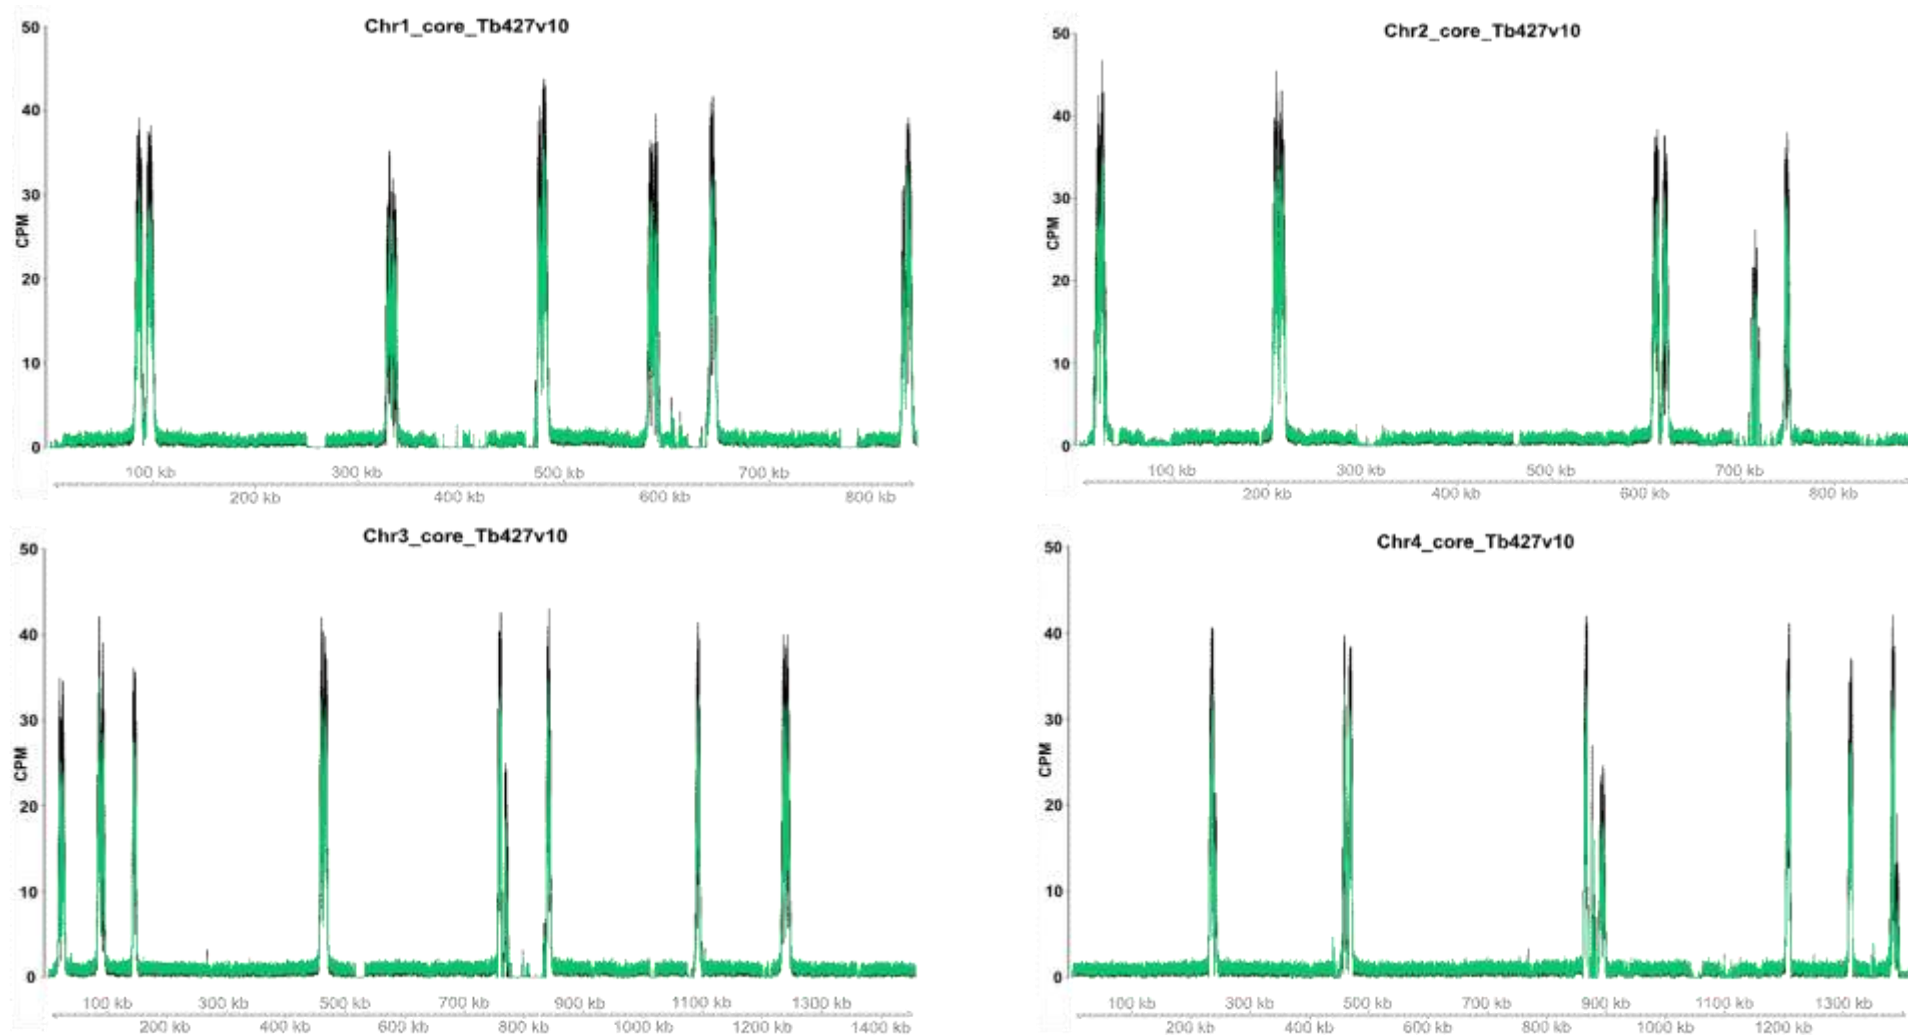 Chr1_core_Tb427v10
50
40
30
20
10
0
CPM
100 kb 300 kb 500 kb 700 kb
200 kb 400 kb 600 kb 800 kb
Chr2_core_Tb427v10
50
40
30
20
10
0
CPM
100 kb 300 kb 500 kb 700 kb
200 kb 400 kb 600 kb 800 kb
Chr3_core_Tb427v10
50
40
30
20
10
0
CPM
100 kb 300 kb 500 kb 700 kb 900 kb 1100 kb 1300 kb
200 kb 400 kb 600 kb 800 kb 1000 kb 1200 kb 1400 kb
Chr4_core_Tb427v10
50
40
30
20
10
0
CPM
100 kb 300 kb 500 kb 700 kb 900 kb 1100 kb 1300 kb
200 kb 400 kb 600 kb 800 kb 1000 kb 1200 kb